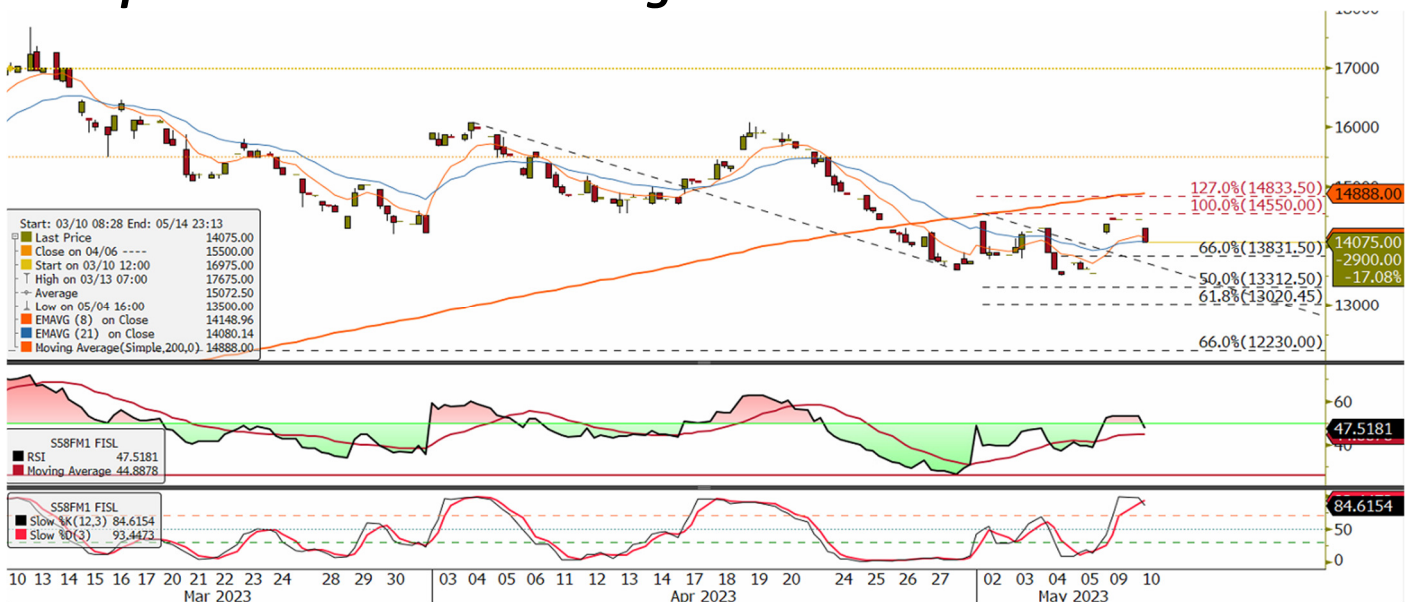 17000
16000
127.0%(14833.50)
14888.00
100.0%(14550.00)
14075.00
-2900.00
-17.08%
66.0%(13831.50)
50.0%(13312.50)
61.8%(13020.45)
13000
66.0%(12230.00)
Start: 03/10 08:28 End: 05/14 23:13
Last Price 14075.00
Close on 04/06 ---- 15500.00
Start on 03/10 12:00 16975.00
High on 03/13 07:00 17675.00
Average 15072.50
Low on 05/04 16:00 13500.00
EMAVG (8) on Close 14148.96
EMAVG (21) on Close 14080.14
Moving Average(Simple,200,0) 14888.00
60
47.5181
40
S58FM1 FISL
RSI 47.5181
Moving Average 44.8878
S58FM1 FISL
Slow %K(12,3) 84.6154
Slow %D(3) 93.4473
84.6154
50
0
10 13 14 15 16 17 20 21 22 23 24 28 29 30 03 04 05 06 11 12 13 14 17 18 19 20 24 25 26 27 02 03 04 05 09 10
Mar 2023 Apr 2023 May 2023